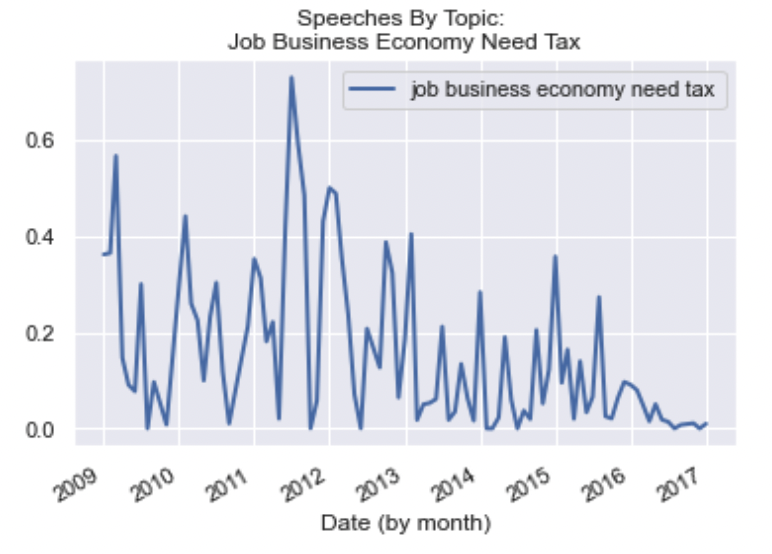 Speeches By Topic:
Job Business Economy Need Tax
job business economy need tax
0.6
0.4
0.2
0.0
2009 2010 2011 2012 2013 2014 2015 2016 2017
Date (by month)